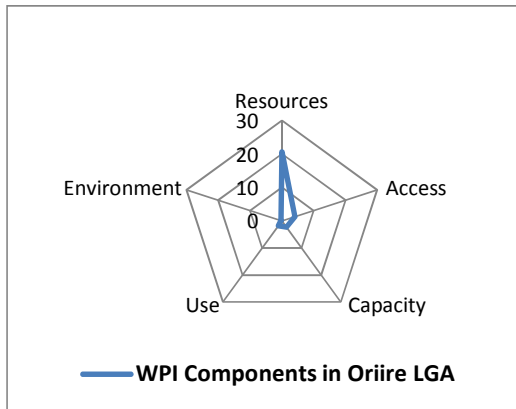 Resources
30
20
Environment
10
Access
0
Use
Capacity
WPI Components in Oriire LGA